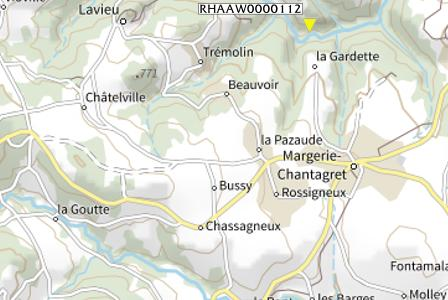 Lavieu
RHAAW0000112
Trémolin
la Gardette
.771
Beauvoir
Châtelville
la Pazaude
Margerie-
Chantagret
Bussy
Rossigneux
la Goutte
Chassagneux
Fontamala
les Barges
Molley